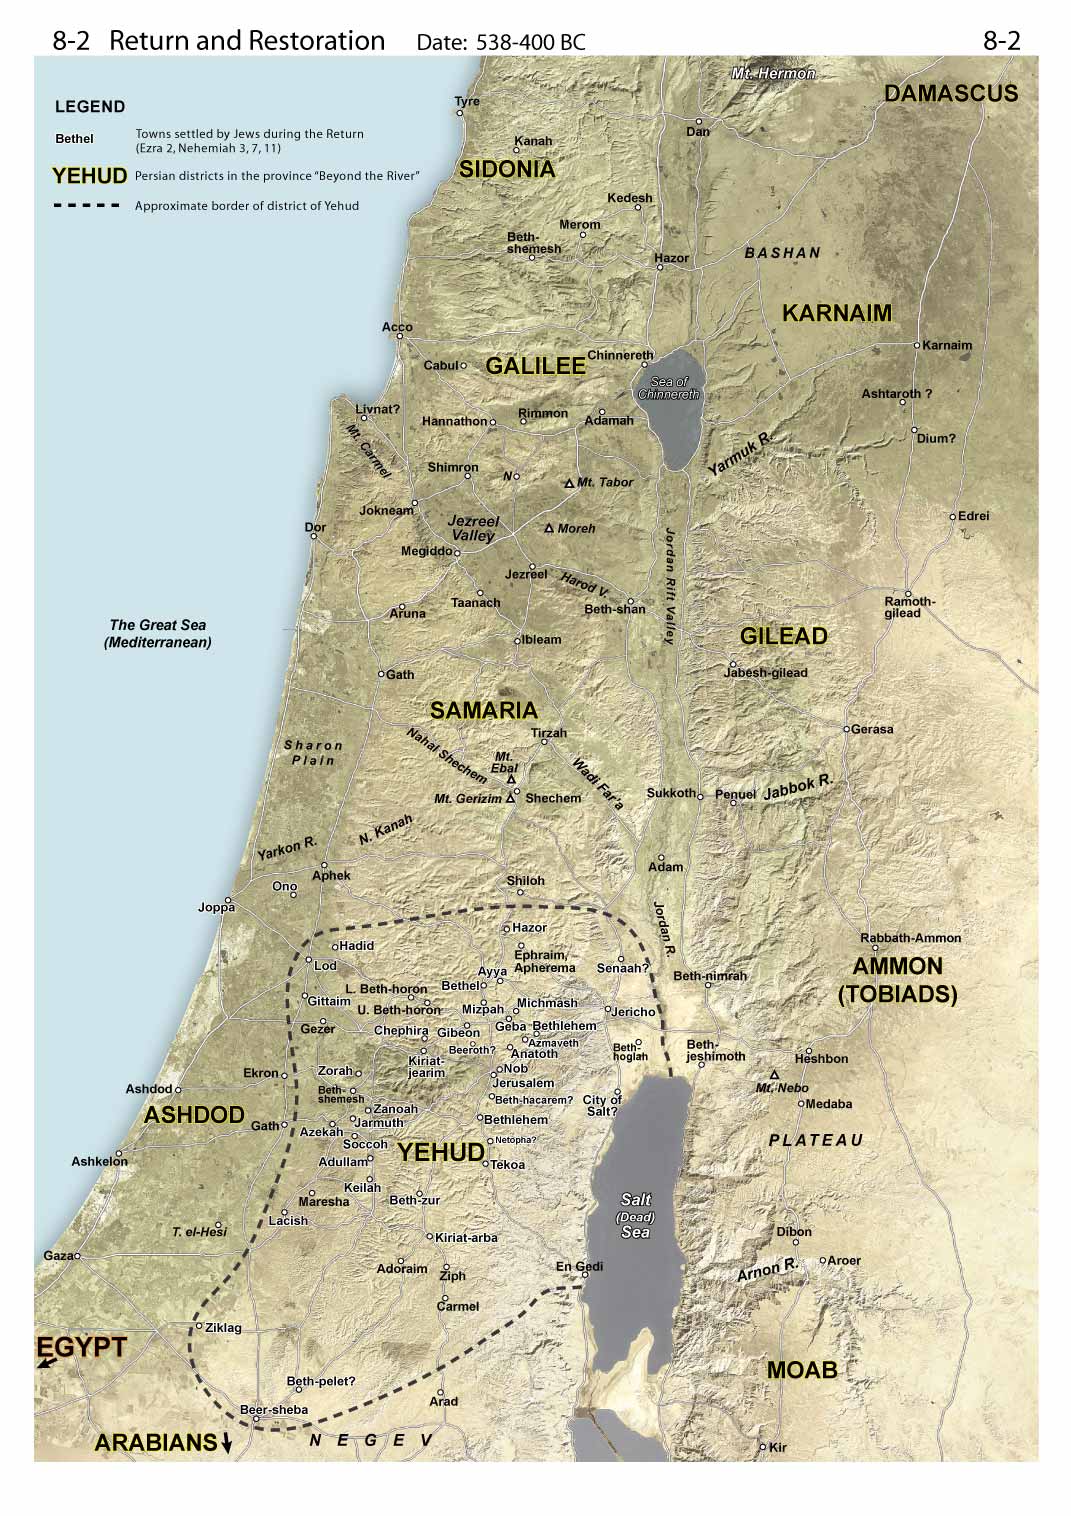 8-2 Return and Restoration Date: 538-400 BC 8-2
LEGEND
Bethel Towns settled by Jews during the Return
(Ezra 2, Nehemiah 3, 7, 11)
YEHUD Persian districts in the province "Beyond the River"
Approximate border of district of Yehud
Mt. Hermon
DAMASCUS
Tyre
Dan
Kanah
SIDONIA
Kedesh
Merom
Beth-
shemesh
Hazor
BASHAN
KARNAIM
Acco
Karnaim
Chinnereth
Cabul
GALILEE
Sea of
Chinnereth
Ashtaroth ?
Livnat?
Mt. Carmel
Hannathon
Rimmon
Adamah
Dium?
Yarmuk R.
Shimron
N
Mt. Tabor
Jokneam
Edrei
Dor
Jezreel
Valley
Moreh
Megiddo
Jordan Rift Valley
Jezreel
Harod V.
Aruna
Taanach
Beth-shan
Ramoth-
gilead
The Great Sea
(Mediterranean)
Ibleam
GILEAD
Gath
Jabesh-gilead
SAMARIA
Gerasa
Tirzah
Sharon
Plain
Nahal Shechem
Mt.
Ebal
Wadi Far'a
Mt. Gerizim
Shechem
Sukkoth
Penuel
Jabbok R.
Yarkon R.
N. Kanah
Aphek
Adam
Ono
Shiloh
Joppa
Jordan R.
Hazor
Hadid
Rabbath-Ammon
Ephraim,
Apherema
Lod
Ayya
Senaah?
AMMON
(TOBIADS)
Beth-nimrah
L. Beth-horon
Bethel
Gittaim
U. Beth-horon
Mizpah
Michmash
Jericho
Gezer
Chephira
Gibeon
Geba
Bethlehem
Azmaveth
Beeroth?
Anatoth
Beth-
hoglah
Beth-
jeshimoth
Heshbon
Kiriat-
jearim
Ekron
Zorah
Nob
Jerusalem
Mt. Nebo
Ashdod
Beth-
shemesh
Beth-hacarem?
City of
Salt?
Medaba
ASHDOD
Zanoah
Gath
Jarmuth
Bethlehem
Azekah
Soccoh
Netopha?
PLATEAU
YEHUD
Ashkelon
Adullam
Tekoa
Keilah
Maresha
Beth-zur
Salt
(Dead)
Sea
Lacish
T. el-Hesi
Kiriat-arba
Dibon
Gaza
Adoraim
Ziph
En Gedi
Arnon R.
Aroer
Carmel
Ziklag
EGYPT
MOAB
Beth-pelet?
Arad
Beer-sheba
ARABIANS
NEGEV
Kir